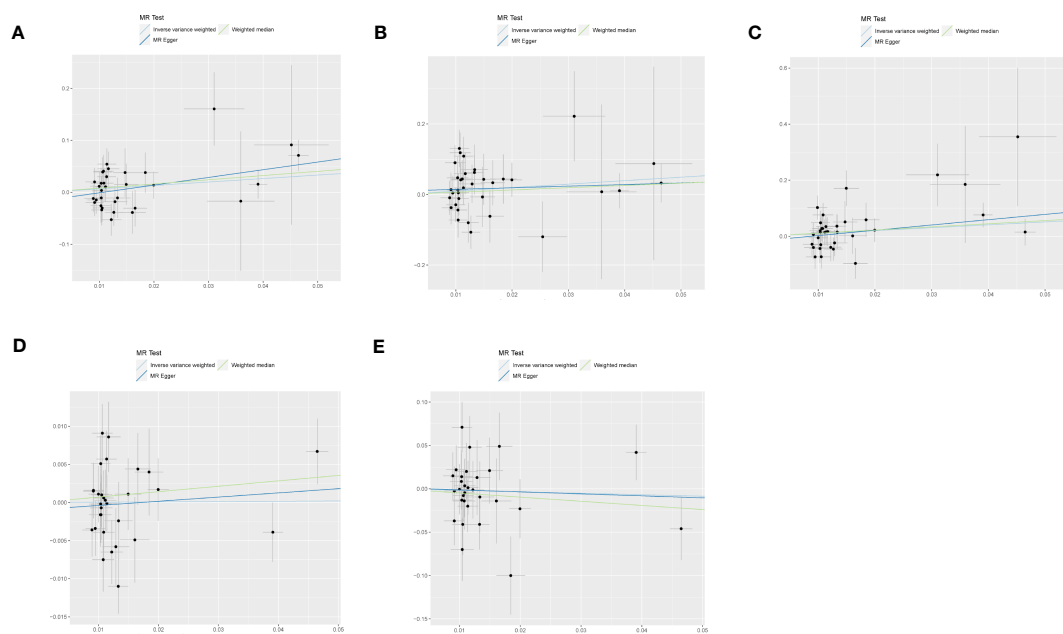 A
MR Test
Inverse variance weighted Weighted median
MR Egger
0.2
0.1
0.0
−0.1
0.01 0.02 0.03 0.04 0.05
B
MR Test
Inverse variance weighted Weighted median
MR Egger
0.2
0.0
−0.2
0.01 0.02 0.03 0.04 0.05
C
MR Test
Inverse variance weighted Weighted median
MR Egger
0.6
0.4
0.2
0.0
0.01 0.02 0.03 0.04 0.05
D
MR Test
Inverse variance weighted Weighted median
MR Egger
0.010
0.005
0.000
−0.005
−0.010
−0.015
0.01 0.02 0.03 0.04 0.05
E
MR Test
Inverse variance weighted Weighted median
MR Egger
0.10
0.05
0.00
−0.05
−0.10
−0.15
0.01 0.02 0.03 0.04 0.05